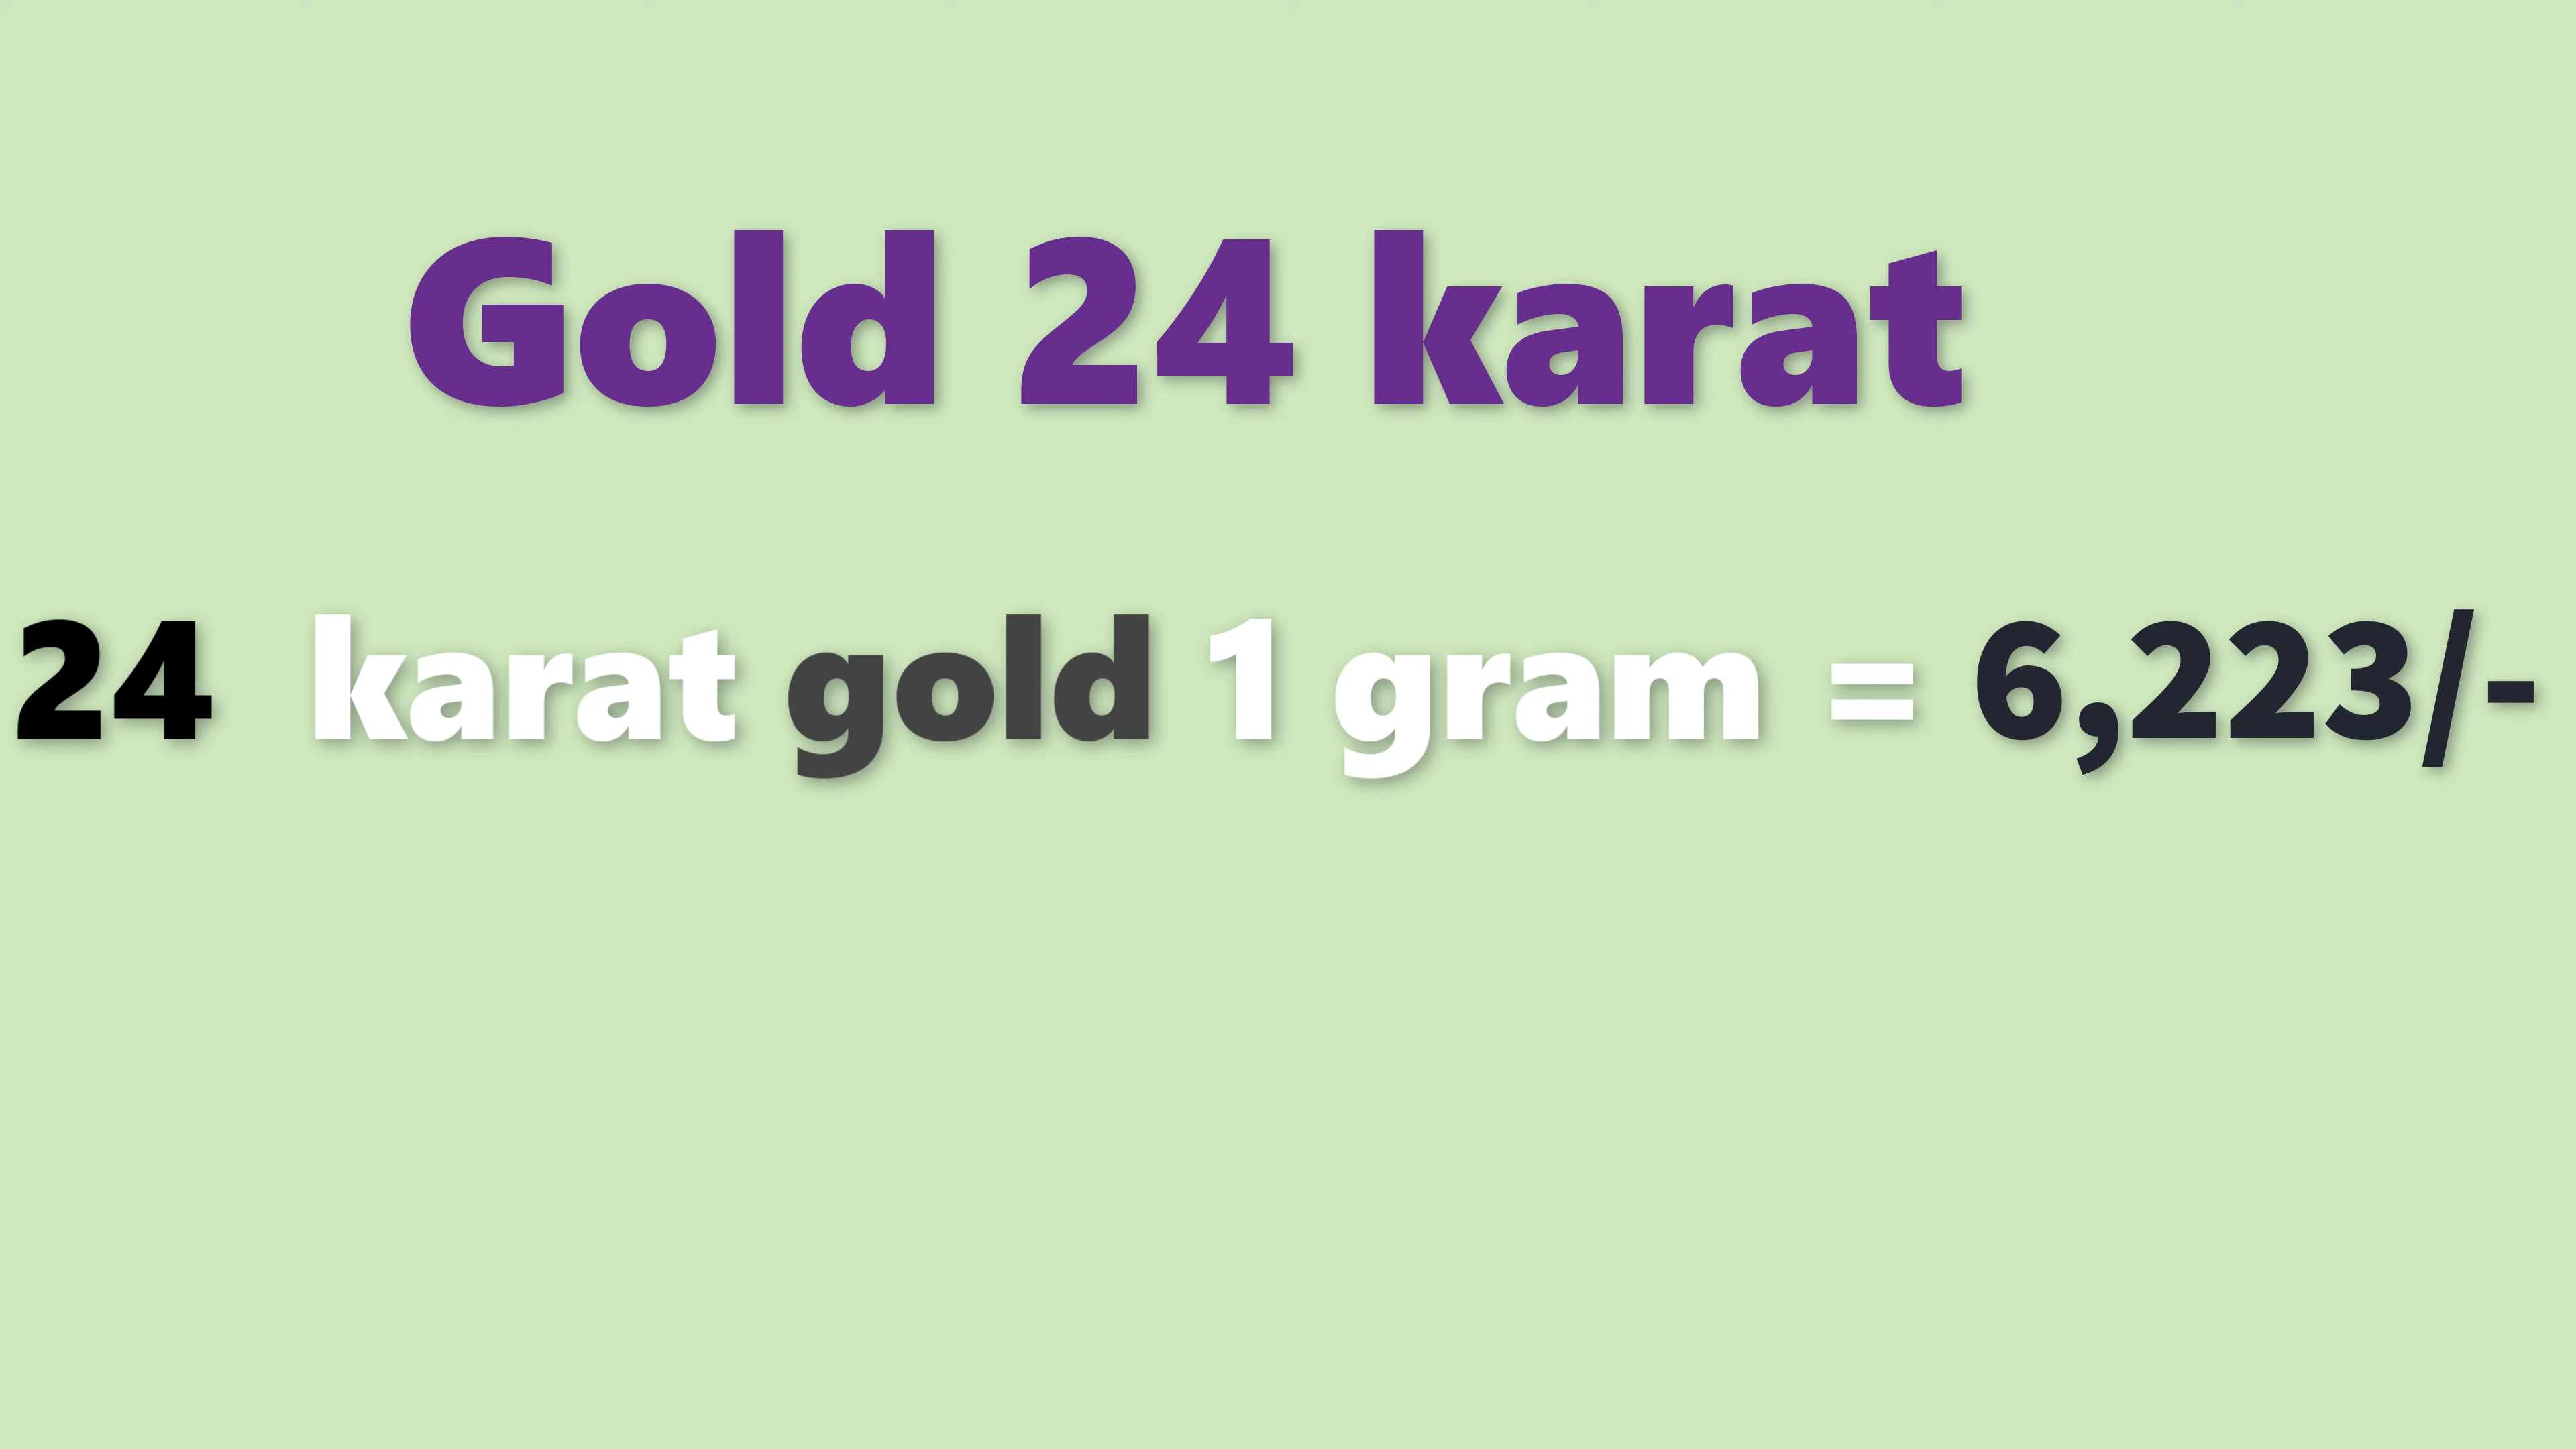 Gold 24 karat
24 karat gold 1 gram = 6,223/-